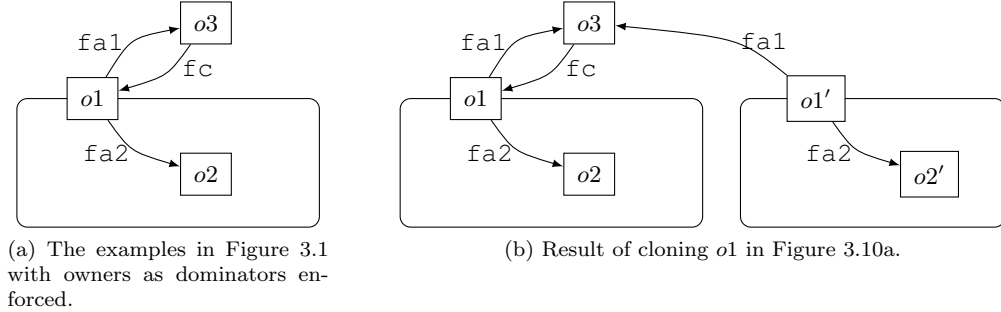 o3
fa1
fc
o1
fa2
o2
o3
fa1
fc
fa1
o1
o1′
fa2
fa2
o2
o2′
(a) The examples in Figure 3.1
with owners as dominators en-
forced.
(b) Result of cloning o1 in Figure 3.10a.